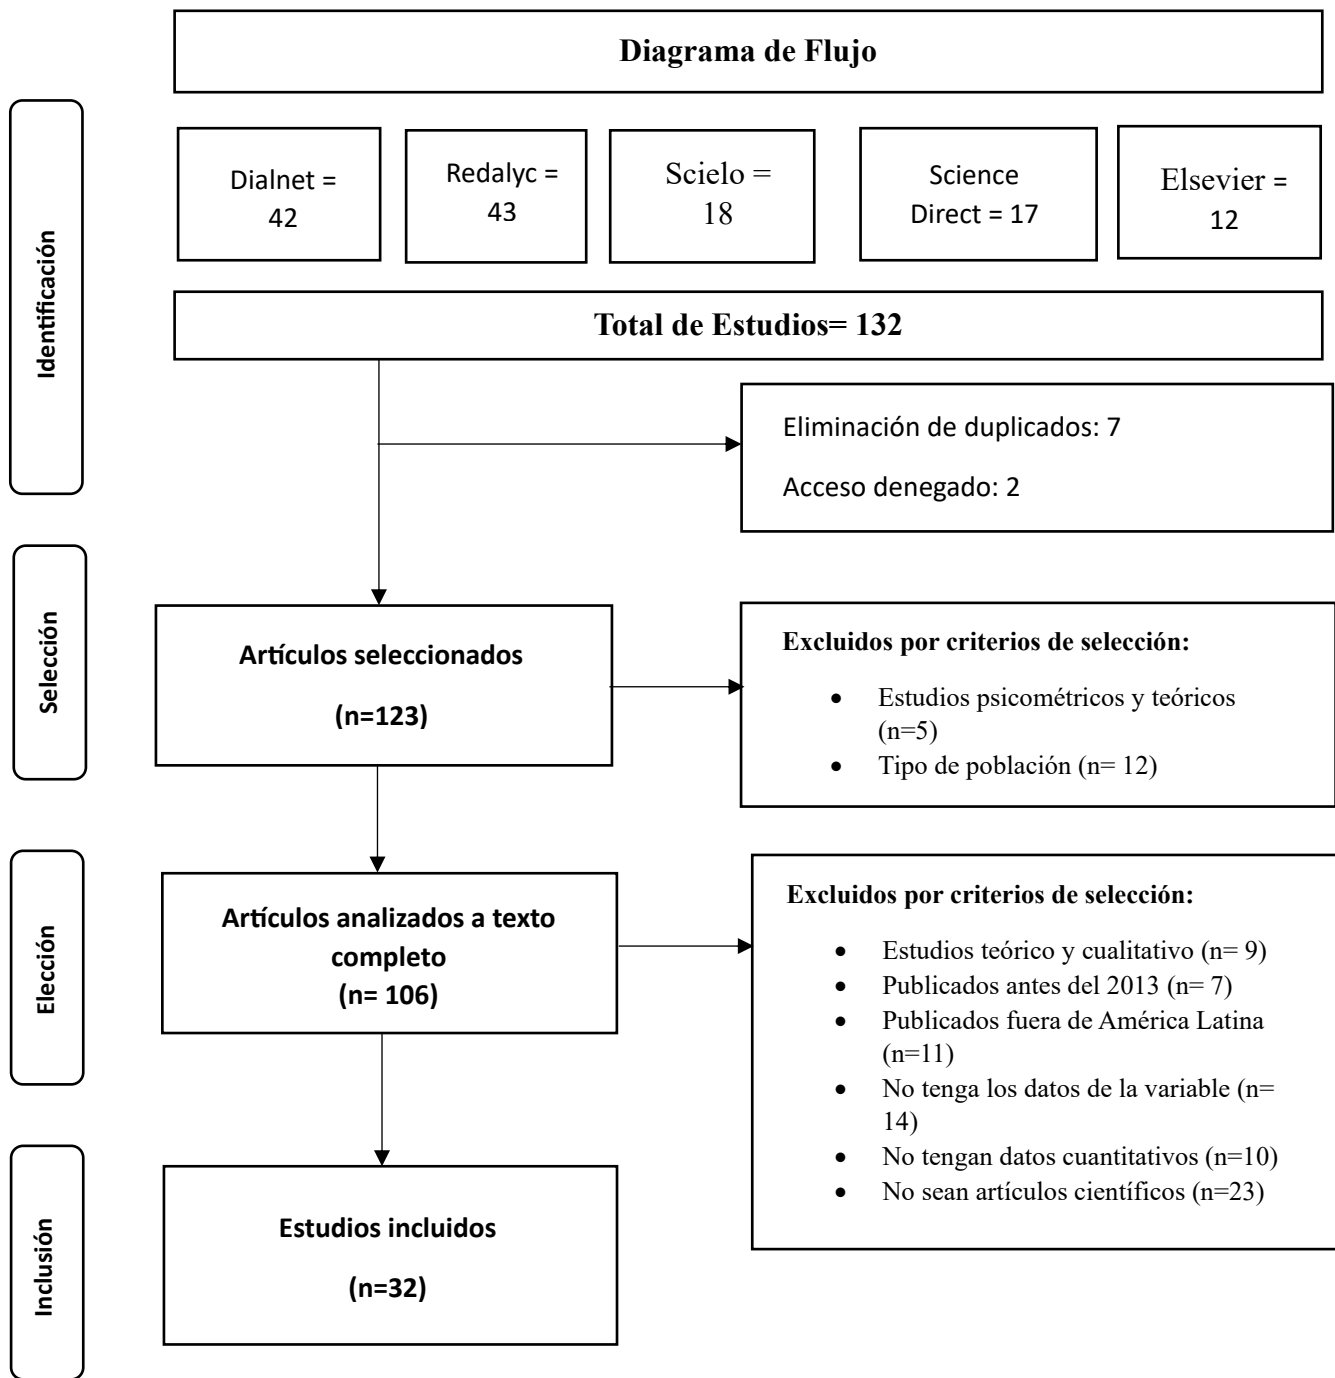 Diagrama de Flujo
Identificación
Dialnet =
42
Redalyc =
43
Scielo =
18
Science
Direct = 17
Elsevier =
12
Total de Estudios= 132
Eliminación de duplicados: 7
Acceso denegado: 2
Selección
Artículos seleccionados
(n=123)
Excluidos por criterios de selección:
• Estudios psicométricos y teóricos
(n=5)
• Tipo de población (n= 12)
Elección
Artículos analizados a texto
completo
(n= 106)
Excluidos por criterios de selección:
• Estudios teórico y cualitativo (n= 9)
• Publicados antes del 2013 (n= 7)
• Publicados fuera de América Latina
(n=11)
• No tenga los datos de la variable (n=
14)
• No tengan datos cuantitativos (n=10)
• No sean artículos científicos (n=23)
Inclusión
Estudios incluidos
(n=32)